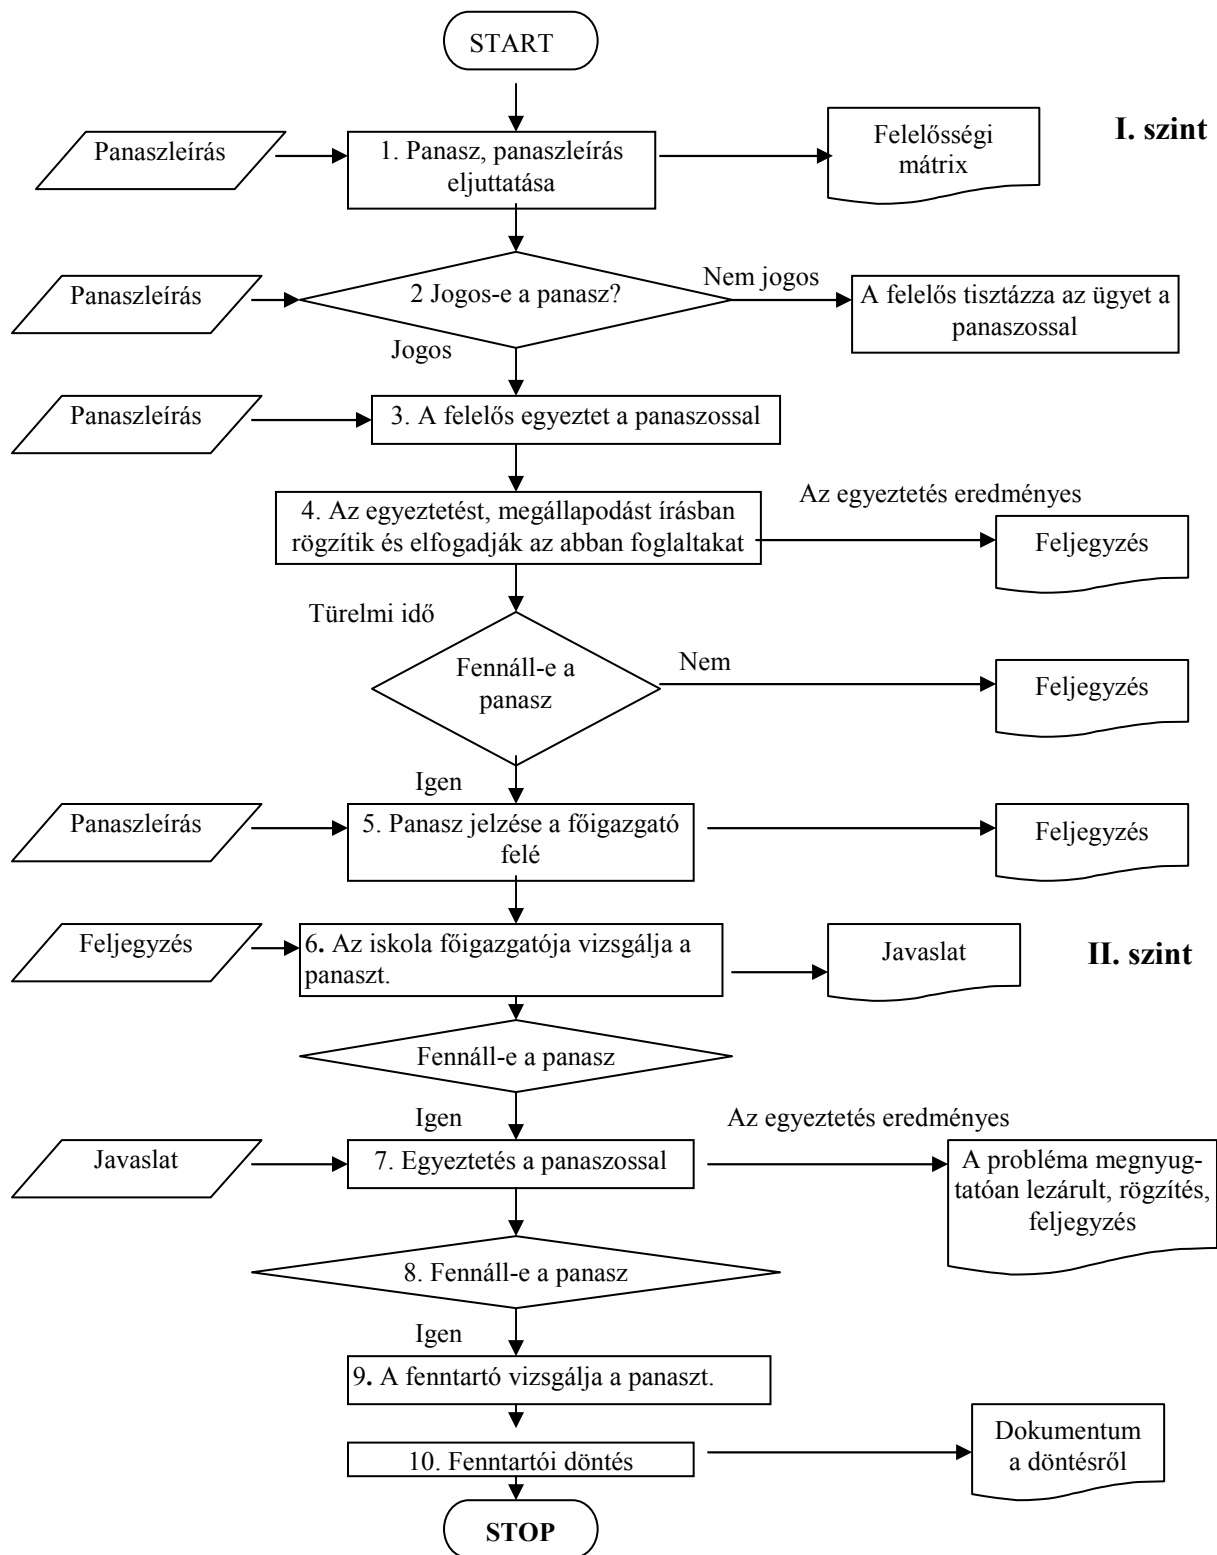 START
I. szint
Panaszleírás
1. Panasz, panaszleírás
eljuttatása
Felelősségi
mátrix
Panaszleírás
2 Jogos-e a panasz?
Nem jogos
A felelős tisztázza az ügyet a
panaszossal
Jogos
Panaszleírás
3. A felelős egyeztet a panaszossal
4. Az egyeztetést, megállapodást írásban
rögzítik és elfogadják az abban foglaltakat
Az egyeztetés eredményes
Feljegyzés
Türelmi idő
Fennáll-e a
panasz
Nem
Feljegyzés
Igen
Panaszleírás
5. Panasz jelzése a főigazgató
felé
Feljegyzés
Feljegyzés
6. Az iskola főigazgatója vizsgálja a
panaszt.
Javaslat
II. szint
Fennáll-e a panasz
Igen
Az egyeztetés eredményes
Javaslat
7. Egyeztetés a panaszossal
A probléma megnyug-
tatóan lezárult, rögzítés,
feljegyzés
8. Fennáll-e a panasz
Igen
9. A fenntartó vizsgálja a panaszt.
10. Fenntartói döntés
Dokumentum
a döntésről
STOP